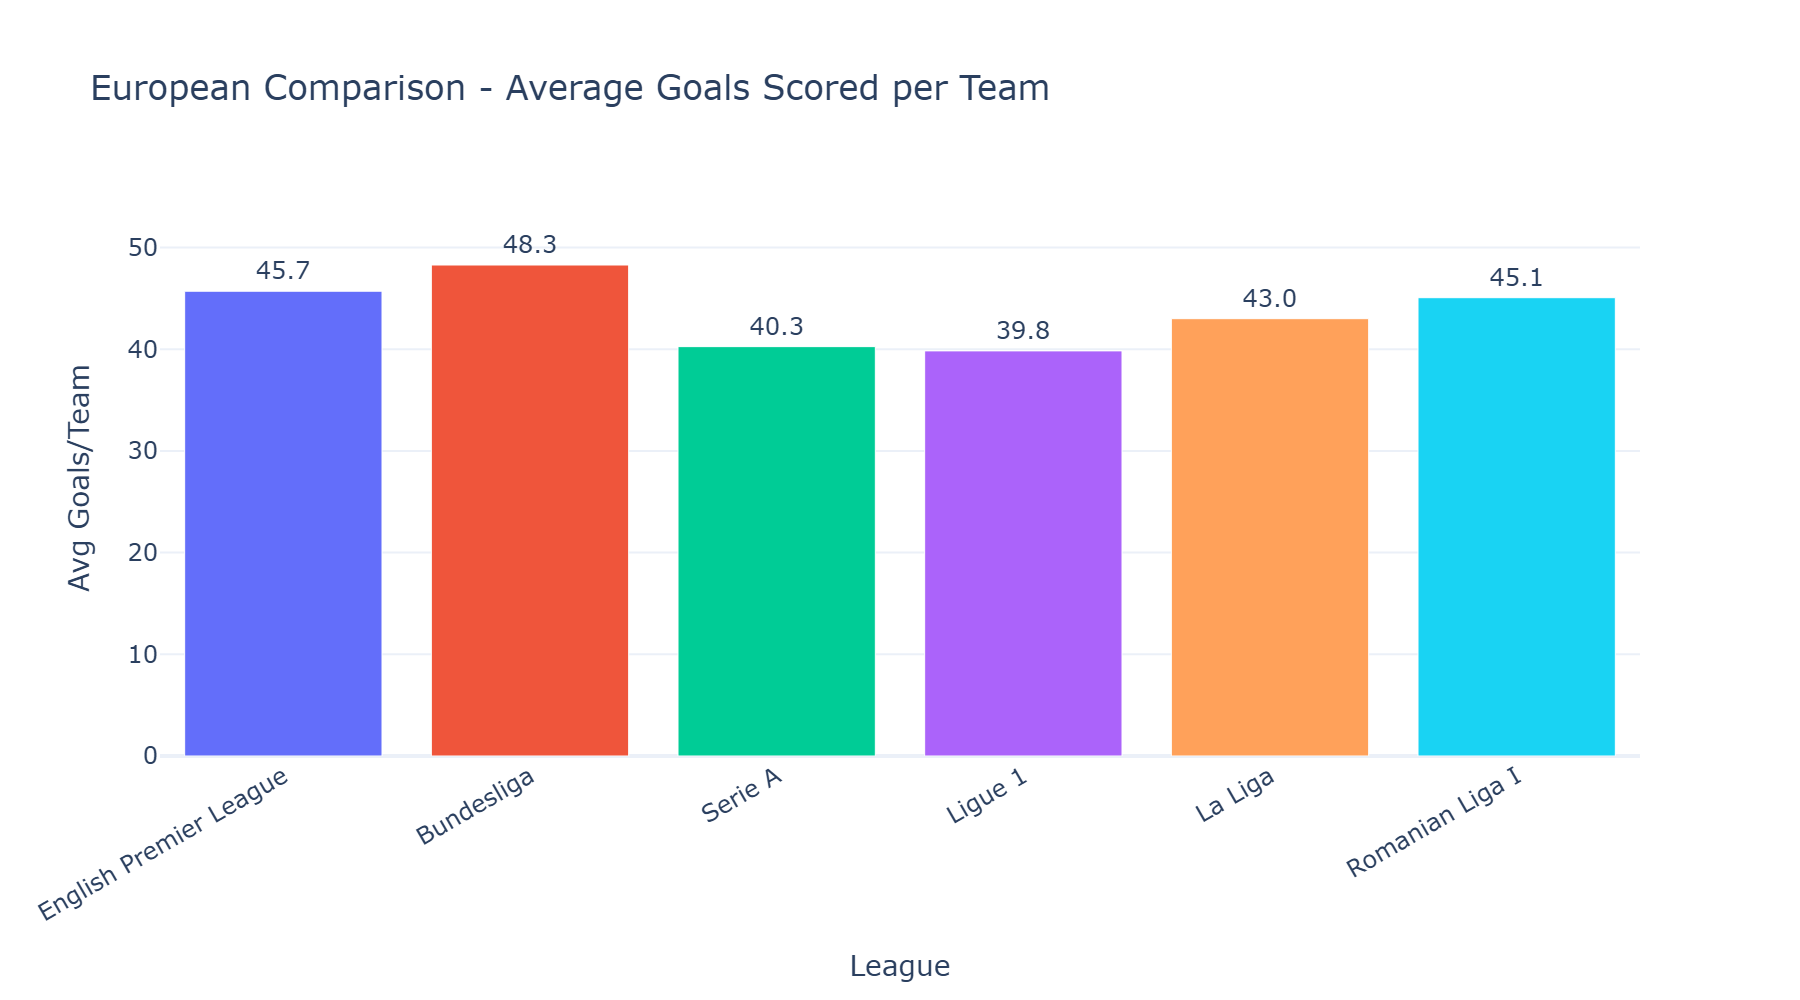 European Comparison - Average Goals Scored per Team
Avg Goals/Team
50
40
30
20
10
0
45.7
48.3
40.3
39.8
43.0
45.1
English Premier League
Bundesliga
Serie A
Ligue 1
La Liga
Romanian Liga I
League